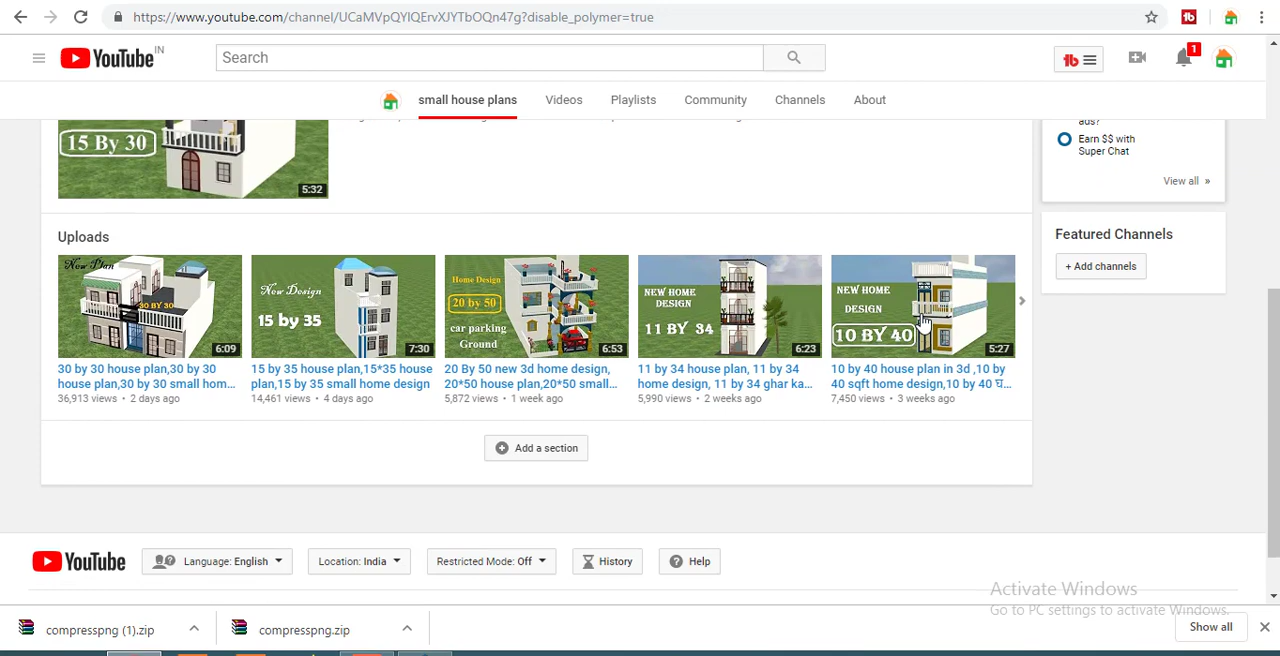 https://www.youtube.com/channel/UCaMVpQYlQErvXJYTbOQn47g?disable_polymer=true
YouTube IN
Search
1
small house plans
Videos
Playlists
Community
Channels
About
15 By 30
5:32
ads?
Earn $$ with
Super Chat
View all »
Uploads
Featured Channels
+ Add channels
New Plan
30 BY 30
6:09
New Design
15 by 35
7:30
Home Design
20 by 50
car parking
Ground
6:53
NEW HOME
DESIGN
11 BY 34
6:23
NEW HOME
DESIGN
10 BY 40
5:27
30 by 30 house plan,30 by 30
house plan,30 by 30 small hom...
36,913 views • 2 days ago
15 by 35 house plan,15*35 house
plan,15 by 35 small home design
14,461 views • 4 days ago
20 By 50 new 3d home design,
20*50 house plan,20*50 small...
5,872 views • 1 week ago
11 by 34 house plan, 11 by 34
home design, 11 by 34 ghar ka...
5,990 views • 2 weeks ago
10 by 40 house plan in 3d ,10 by
40 sqft home design,10 by 40 घ...
7,450 views • 3 weeks ago
Add a section
YouTube
Language: English
Location: India
Restricted Mode: Off
History
Help
Activate Windows
Go to PC settings to activate Windows.
compresspng (1).zip
compresspng.zip
Show all